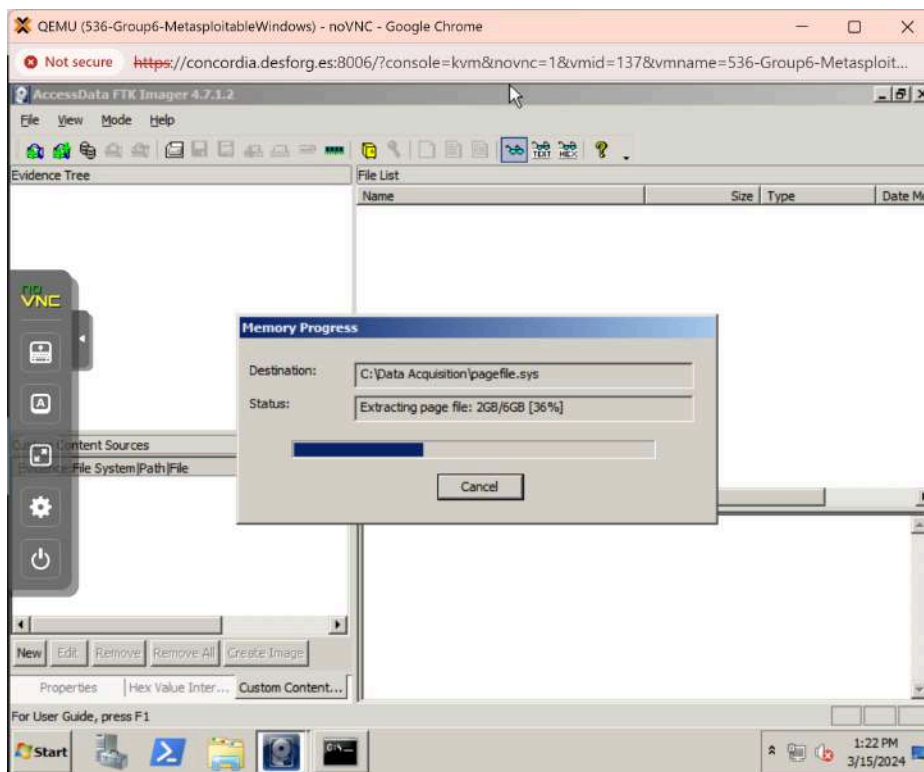 QEMU (536-Group6-MetasploitableWindows) - noVNC - Google Chrome
Not secure https://concordia.desforg.es:8006/?console=kvm&novnc=1&vmid=137&vmname=536-Group6-Metasploit...
AccessData FTK Imager 4.7.1.2
File View Mode Help
TEXT HEX
Evidence Tree
File List
Name Size Type Date Mo
no
VNC
Memory Progress
Destination: C:\Data Acquisition\pagefile.sys
Status: Extracting page file: 2GB/6GB [36%]
A
Content Sources
File System|Path|File
Cancel
New Edit Remove Remove All Create Image
Properties Hex Value Inter... Custom Content...
For User Guide, press F1
Start
1:22 PM
3/15/2024